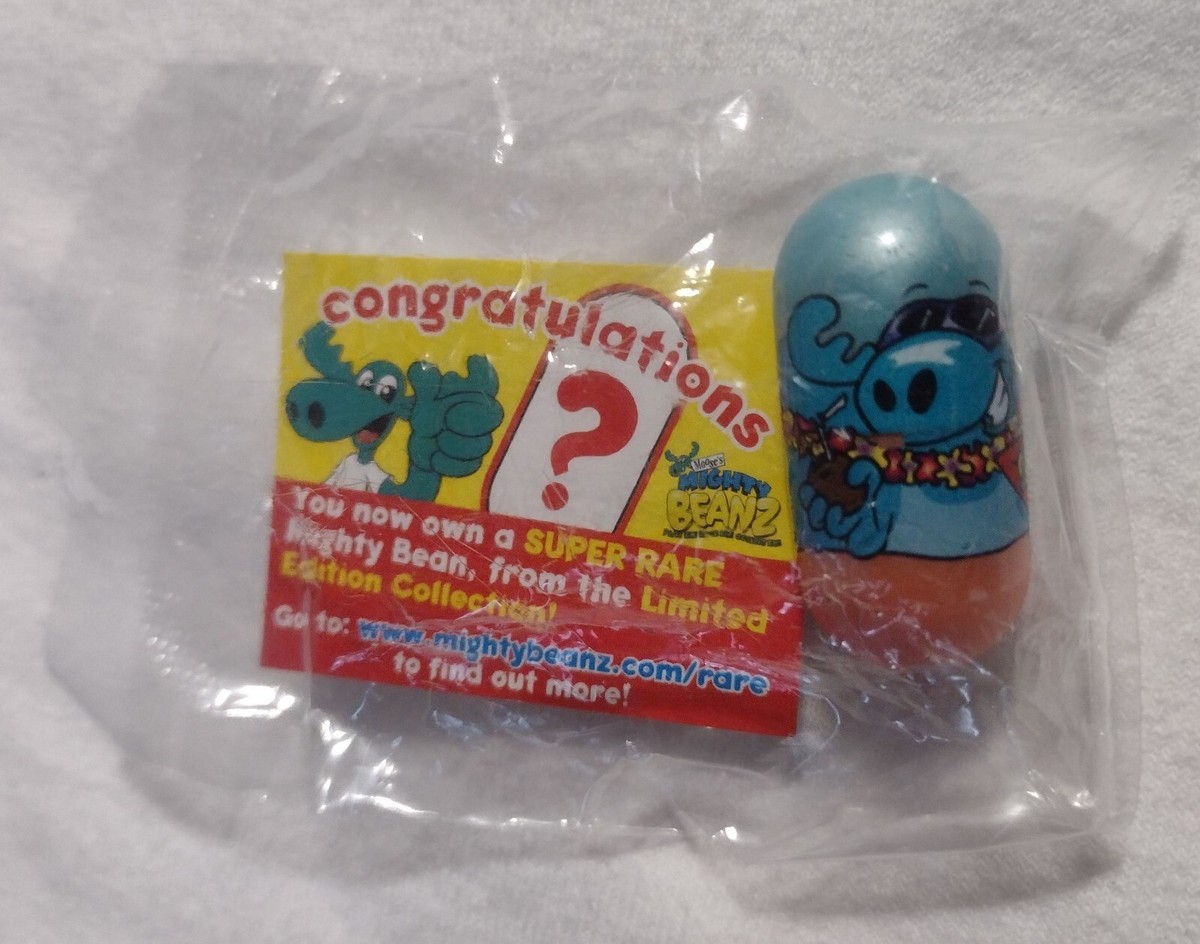 congratulations
?
Moose's
MIGHTY
BEANZ
You now own a SUPER RARE
Mighty Bean, from the Limited
Edition Collection!
Go to: www.mightybeanz.com/rare
to find out more!